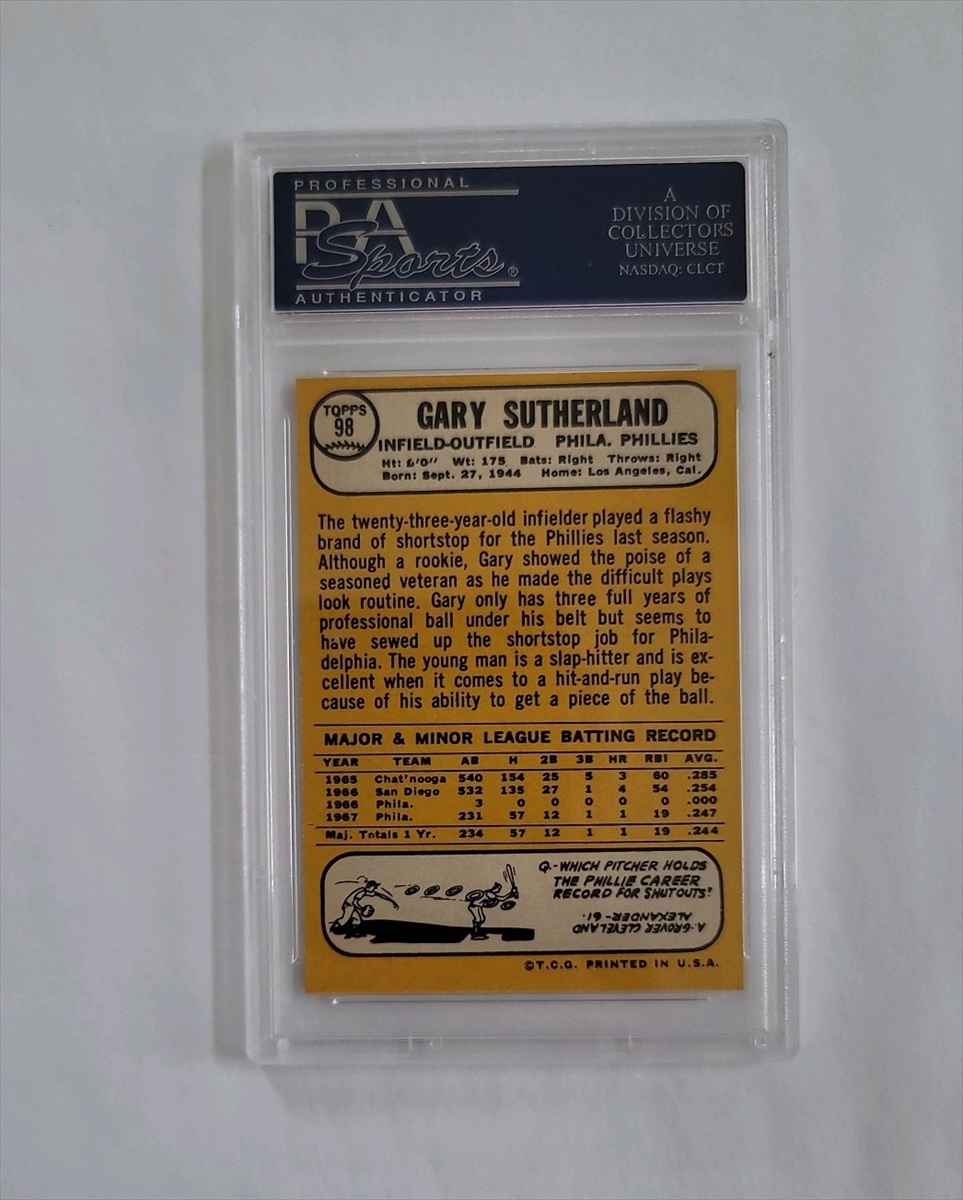 PROFESSIONAL
PSA
Sports®
AUTHENTICATOR
A
DIVISION OF
COLLECTORS
UNIVERSE
NASDAQ: CLCT
TOPPS
98
GARY SUTHERLAND
INFIELD-OUTFIELD PHILA. PHILLIES
Ht: 6'0" Wt: 175 Bats: Right Throws: Right
Born: Sept. 27, 1944 Home: Los Angeles, Cal.
The twenty-three-year-old infielder played a flashy
brand of shortstop for the Phillies last season.
Although a rookie, Gary showed the poise of a
seasoned veteran as he made the difficult plays
look routine. Gary only has three full years of
professional ball under his belt but seems to
have sewed up the shortstop job for Phila-
delphia. The young man is a slap-hitter and is ex-
cellent when it comes to a hit-and-run play be-
cause of his ability to get a piece of the ball.
MAJOR & MINOR LEAGUE BATTING RECORD
YEAR TEAM AB H 2B 3B HR RBI AVG.
1965 Chat'nooga 540 154 25 5 3 60 .285
1966 San Diego 532 135 27 1 4 54 .254
1966 Phila. 3 0 0 0 0 0 .000
1967 Phila. 231 57 12 1 1 19 .247
Maj. Totals 1 Yr. 234 57 12 1 1 19 .244
Q-WHICH PITCHER HOLDS
THE PHILLIE CAREER
RECORD FOR SHUTOUTS?
A-GROVER CLEVELAND
ALEXANDER - 61.
©T.C.G. PRINTED IN U.S.A.